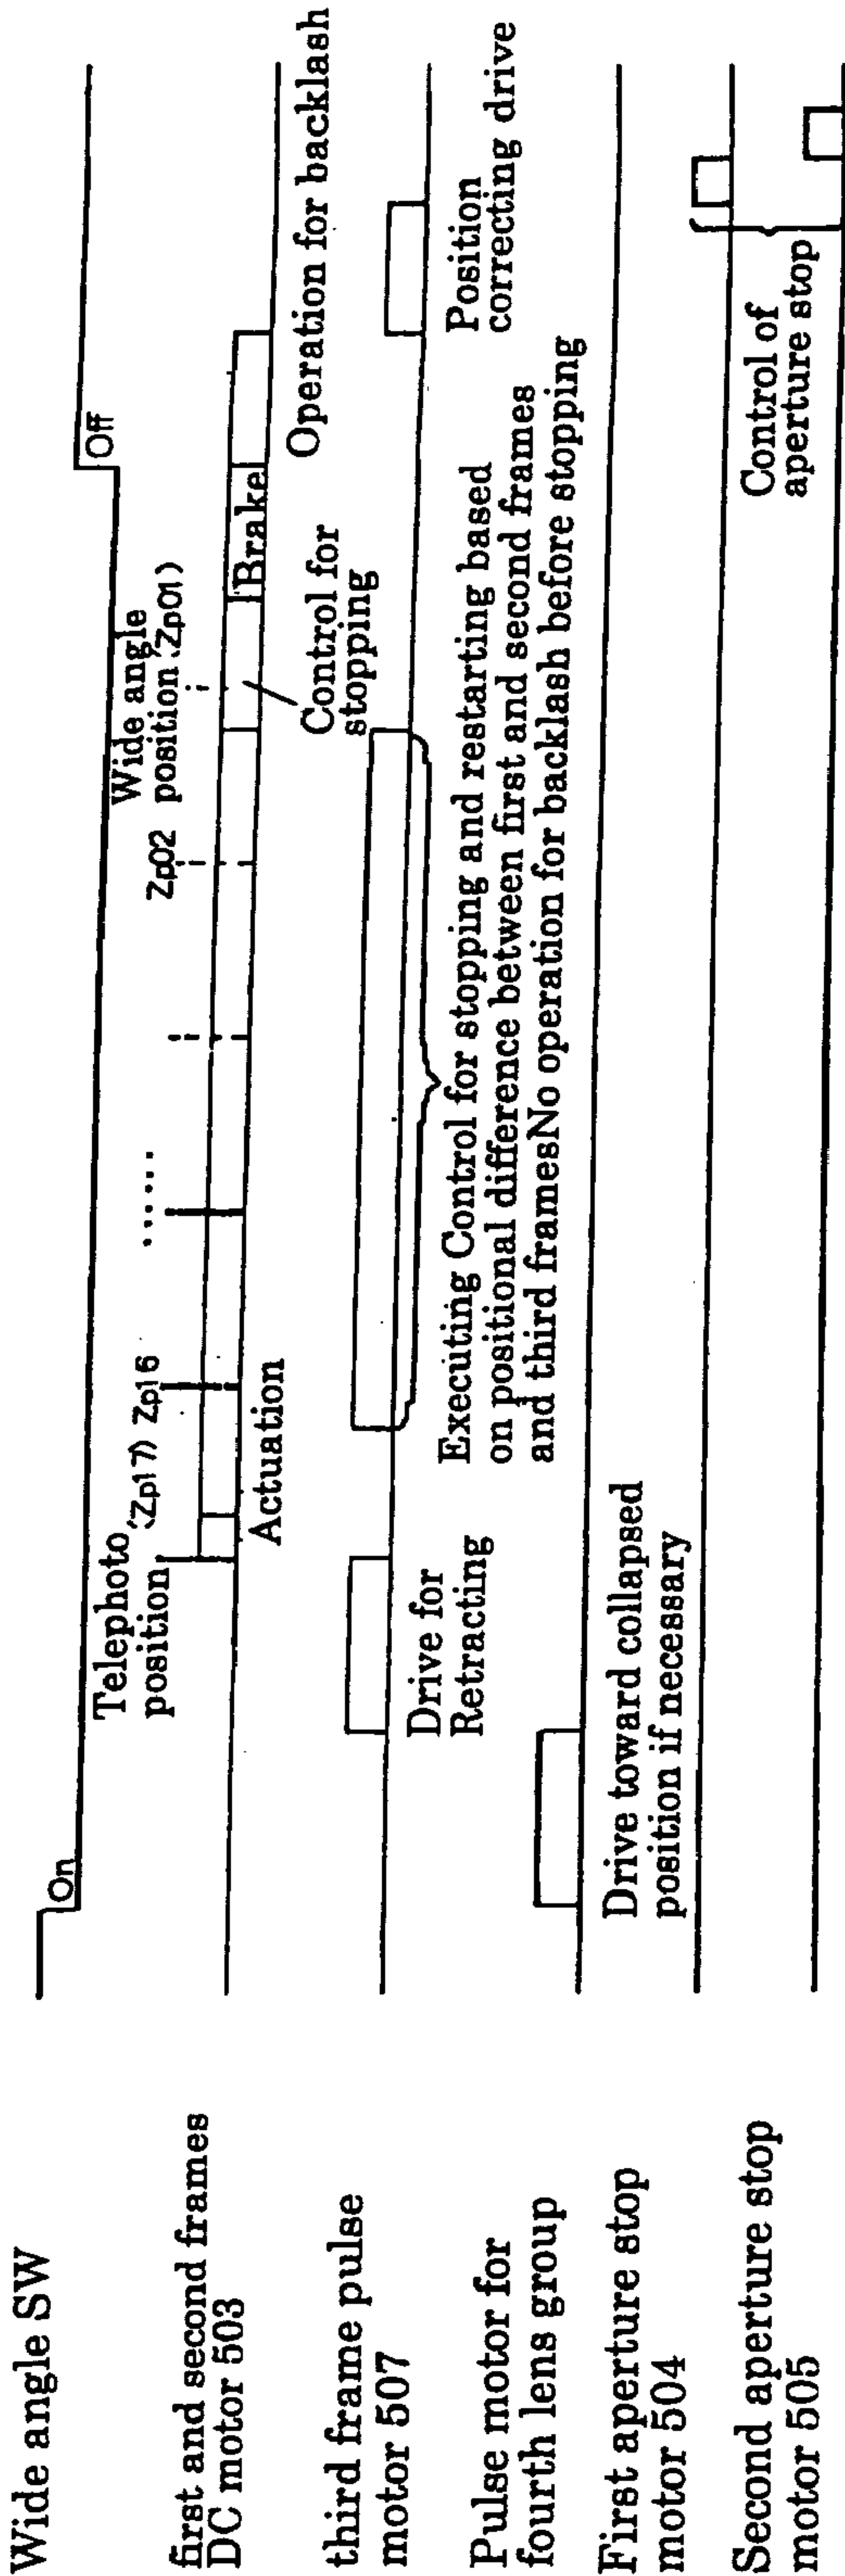 Wide angle SW
On
Off
first and second frames
DC motor 503
Telephoto
position
(Zp17)
Zp16
......
Zp02
Wide angle
position
(Zp01)
Actuation
Control for
stopping
Brake
Operation for backlash
third frame pulse
motor 507
Drive for
Retracting
Executing Control for stopping and restarting based
on positional difference between first and second frames
and third framesNo operation for backlash before stopping
Position
correcting drive
Pulse motor for
fourth lens group
Drive toward collapsed
position if necessary
First aperture stop
motor 504
Second aperture stop
motor 505
Control of
aperture stop